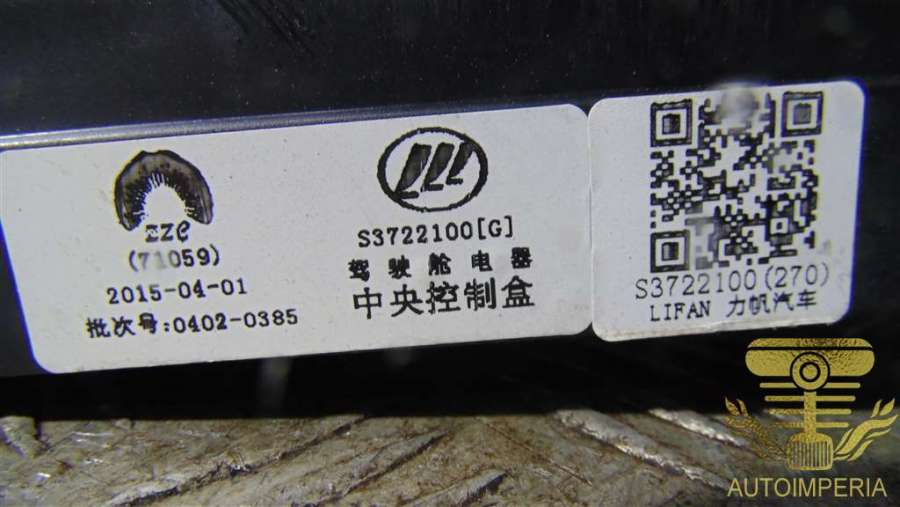 ZZC
(71059)
2015-04-01
批次号:0402-0385
S3722100[G]
驾驶舱电器
中央控制盒
S3722100(270)
LIFAN 力帆汽车
AUTOIMPERIA